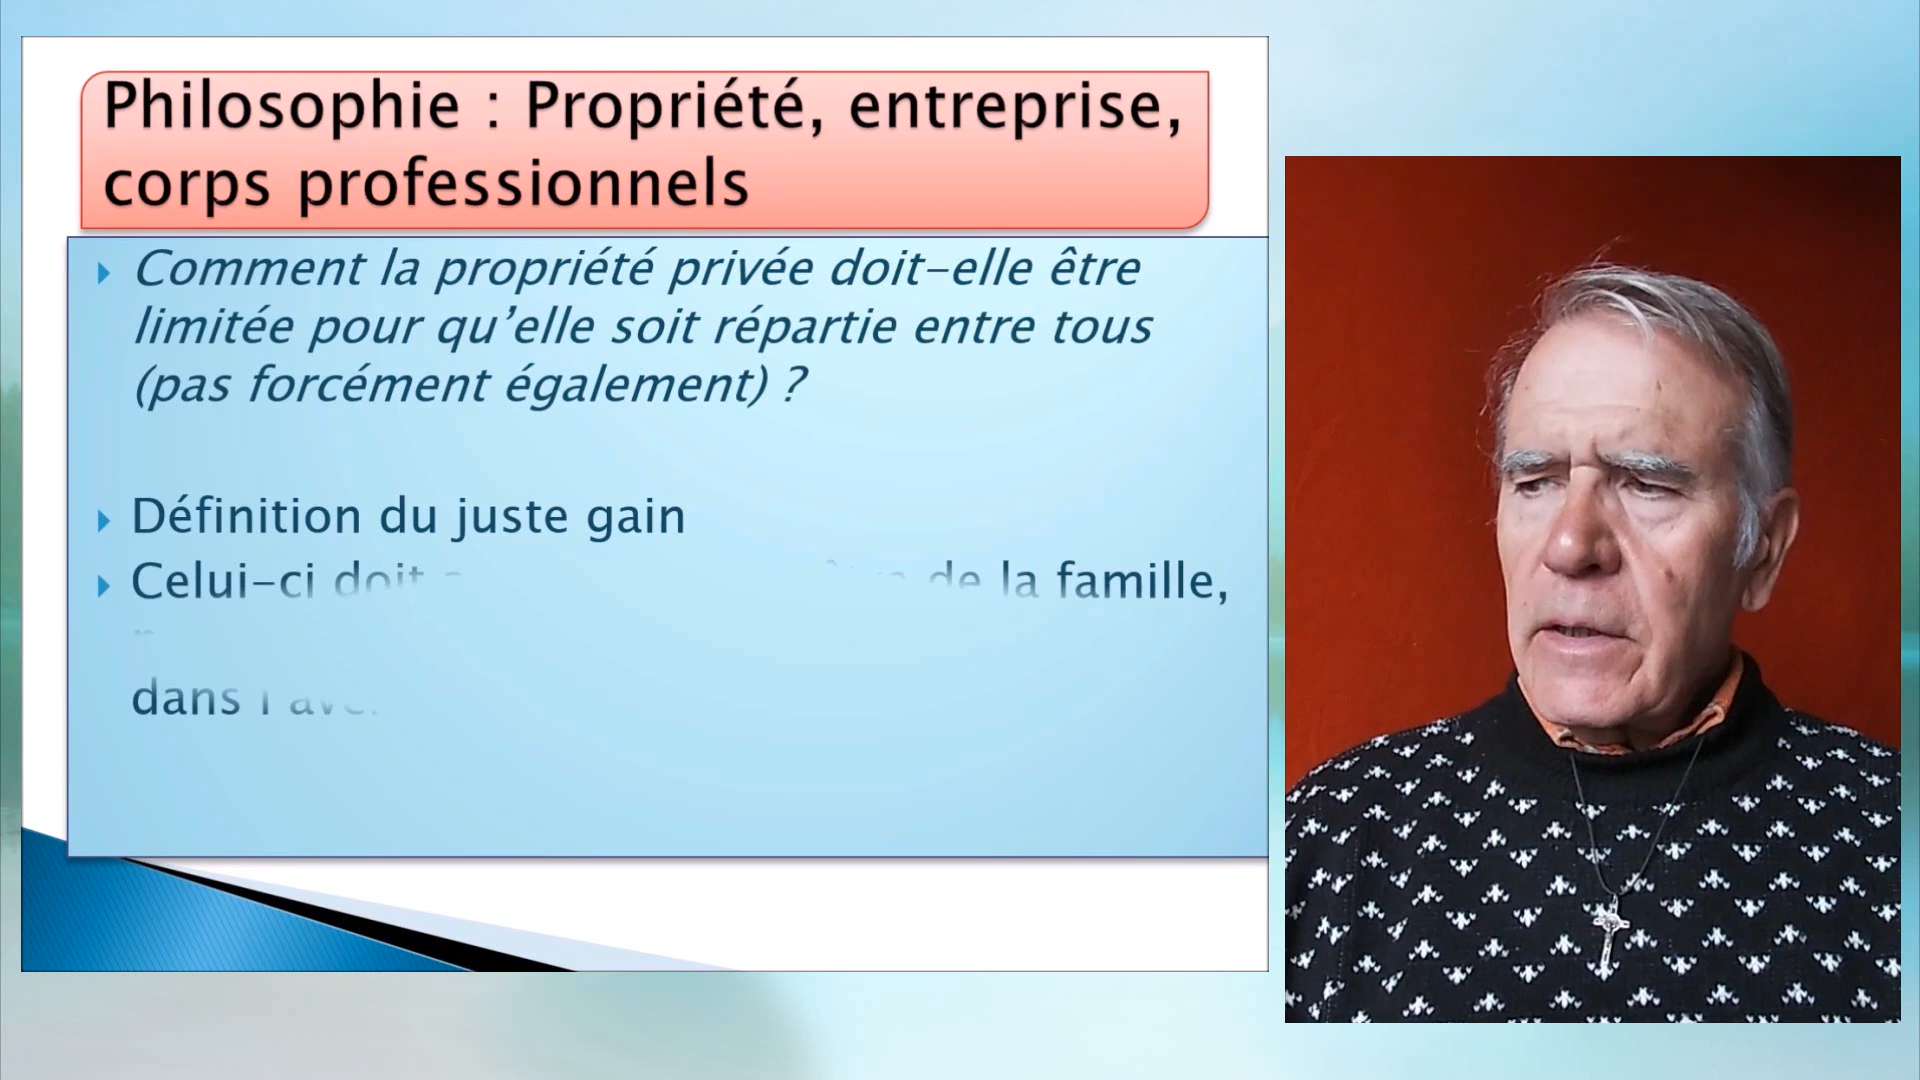 Philosophie : Propriété, entreprise,
corps professionnels
Comment la propriété privée doit-elle être
limitée pour qu’elle soit répartie entre tous
(pas forcément également) ?
Définition du juste gain
Celui-ci doit de la famille,
dans